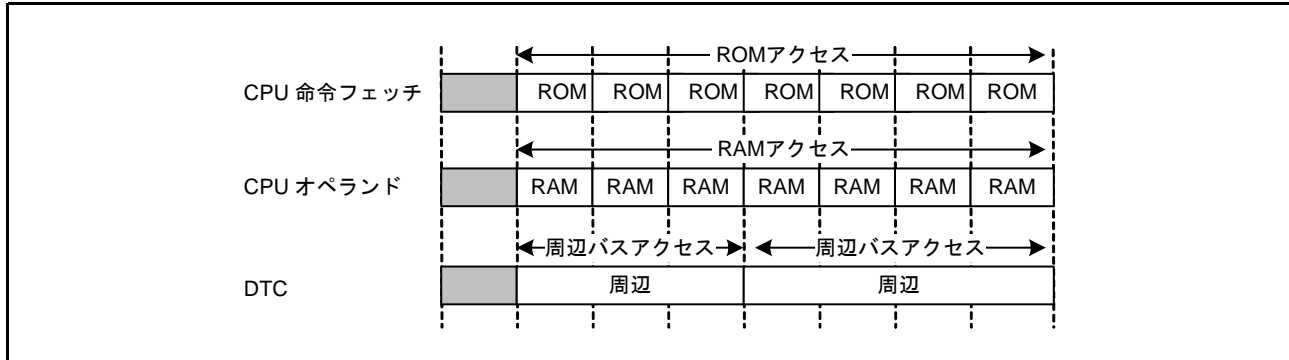 ROMアクセス
CPU 命令フェッチ ROM ROM ROM ROM ROM ROM ROM
RAMアクセス
CPU オペランド RAM RAM RAM RAM RAM RAM RAM
周辺バスアクセス 周辺バスアクセス
DTC 周辺 周辺